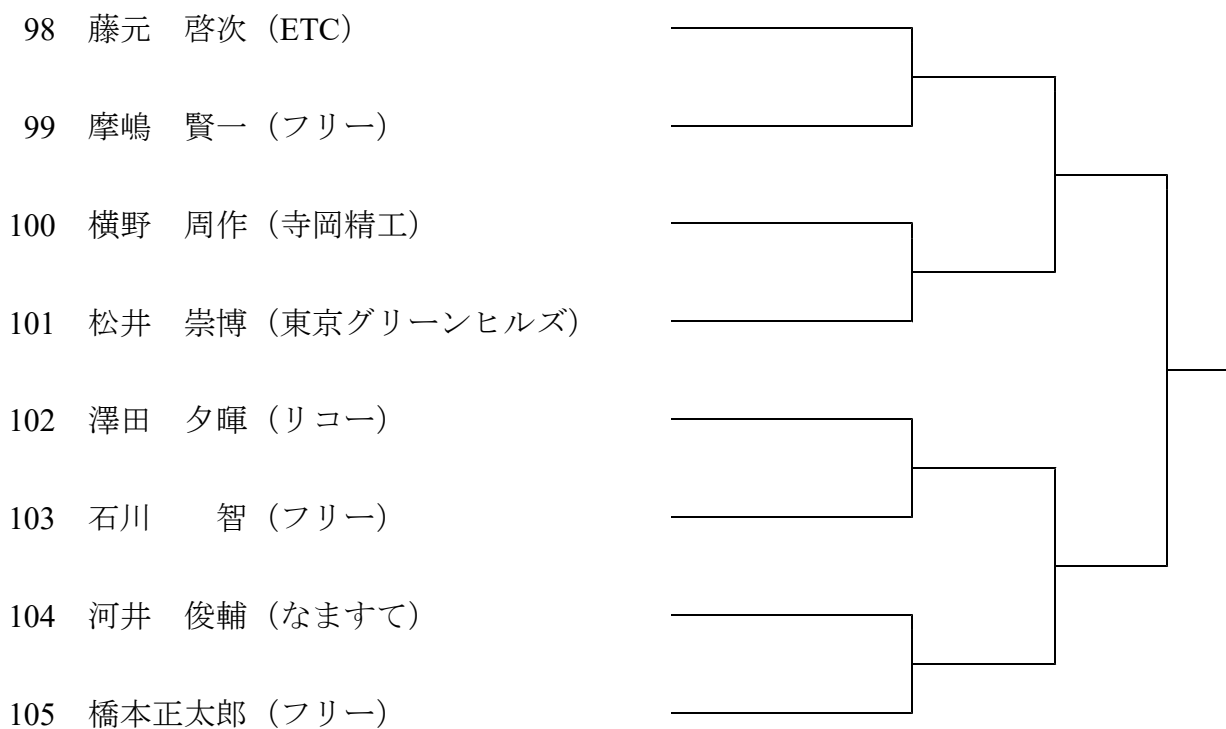 98 藤元 啓次（ETC）
99 摩嶋 賢一（フリー）
100 横野 周作（寺岡精工）
101 松井 崇博（東京グリーンヒルズ）
102 澤田 夕暉（リコー）
103 石川 智（フリー）
104 河井 俊輔（なますて）
105 橋本正太郎（フリー）